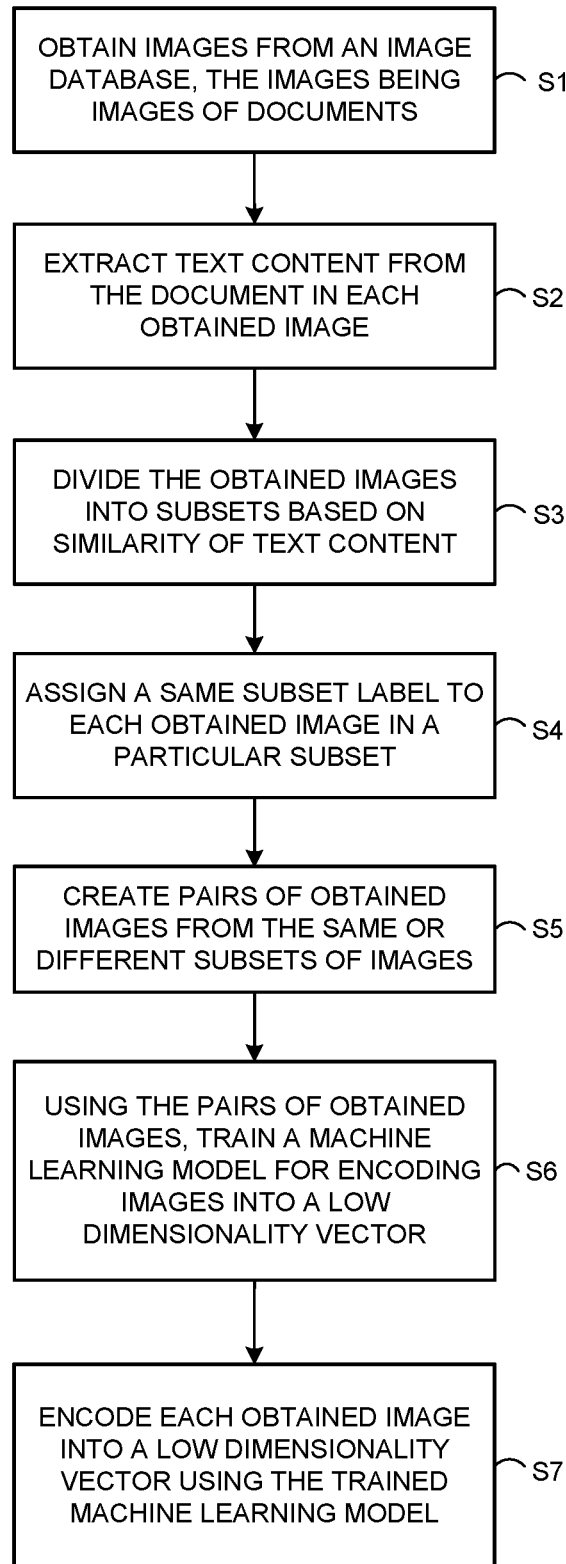 OBTAIN IMAGES FROM AN IMAGE
DATABASE, THE IMAGES BEING
IMAGES OF DOCUMENTS
S1
EXTRACT TEXT CONTENT FROM
THE DOCUMENT IN EACH
OBTAINED IMAGE
S2
DIVIDE THE OBTAINED IMAGES
INTO SUBSETS BASED ON
SIMILARITY OF TEXT CONTENT
S3
ASSIGN A SAME SUBSET LABEL TO
EACH OBTAINED IMAGE IN A
PARTICULAR SUBSET
S4
CREATE PAIRS OF OBTAINED
IMAGES FROM THE SAME OR
DIFFERENT SUBSETS OF IMAGES
S5
USING THE PAIRS OF OBTAINED
IMAGES, TRAIN A MACHINE
LEARNING MODEL FOR ENCODING
IMAGES INTO A LOW
DIMENSIONALITY VECTOR
S6
ENCODE EACH OBTAINED IMAGE
INTO A LOW DIMENSIONALITY
VECTOR USING THE TRAINED
MACHINE LEARNING MODEL
S7